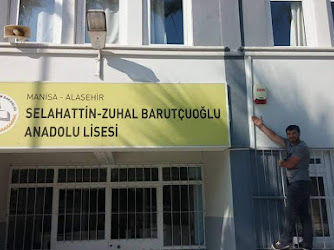 MANİSA - ALAŞEHİR
SELAHATTİN-ZUHAL BARUTÇUOĞLU
ANADOLU LİSESİ